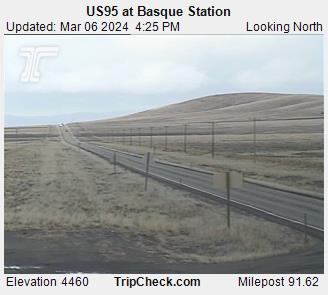 US95 at Basque Station
Updated: Mar 06 2024 4:25 PM Looking North
Elevation 4460 TripCheck.com Milepost 91.62